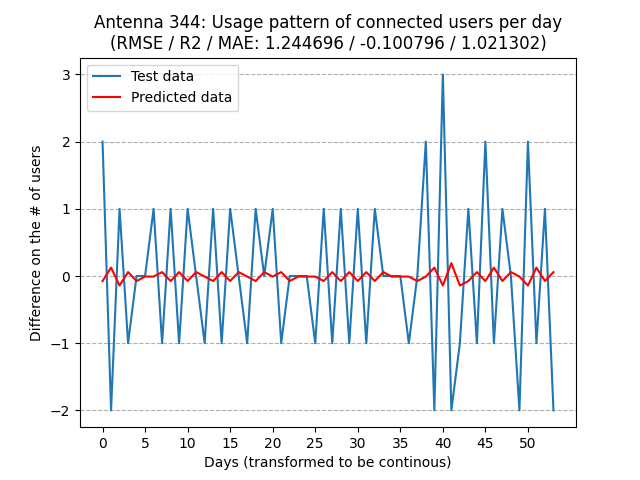 Antenna 344: Usage pattern of connected users per day
(RMSE / R2 / MAE: 1.244696 / -0.100796 / 1.021302)
Test data
Predicted data
3
2
1
0
−1
−2
Difference on the # of users
0 5 10 15 20 25 30 35 40 45 50
Days (transformed to be continous)